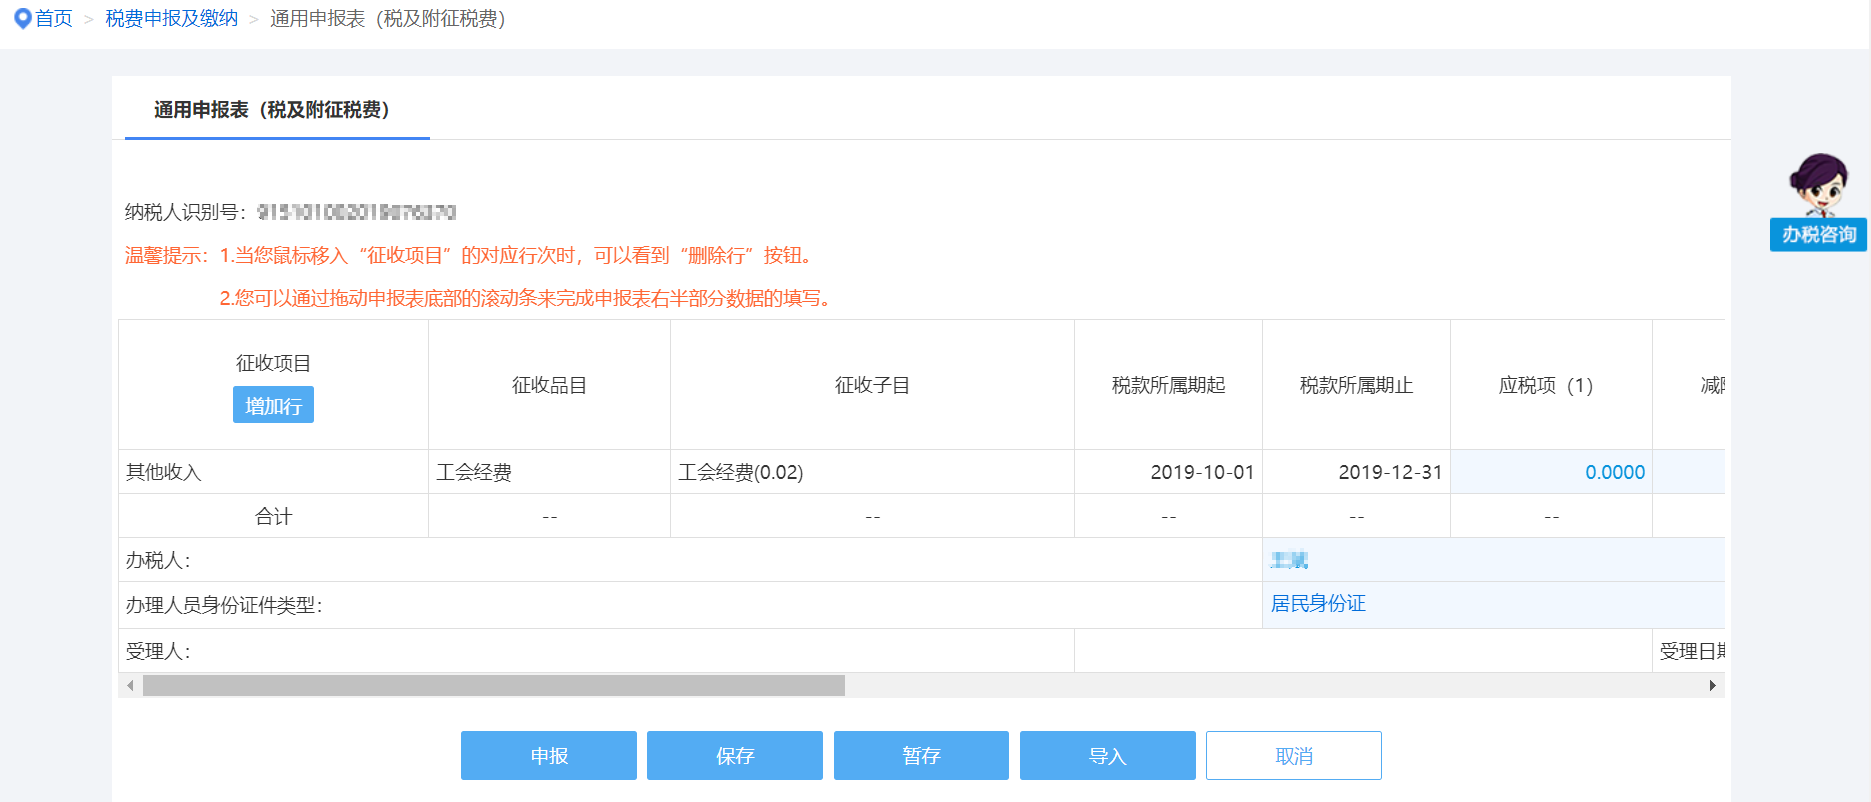 首页 > 税费申报及缴纳 > 通用申报表（税及附征税费）
通用申报表（税及附征税费）
办税咨询
纳税人识别号：
温馨提示：1.当您鼠标移入“征收项目”的对应行次时，可以看到“删除行”按钮。
2.您可以通过拖动申报表底部的滚动条来完成申报表右半部分数据的填写。
征收项目 征收品目 征收子目 税款所属期起 税款所属期止 应税项（1） 减
增加行
其他收入 工会经费 工会经费(0.02) 2019-10-01 2019-12-31 0.0000
合计 -- -- -- -- --
办税人：
办理人员身份证件类型： 居民身份证
受理人： 受理日期
申报 保存 暂存 导入 取消